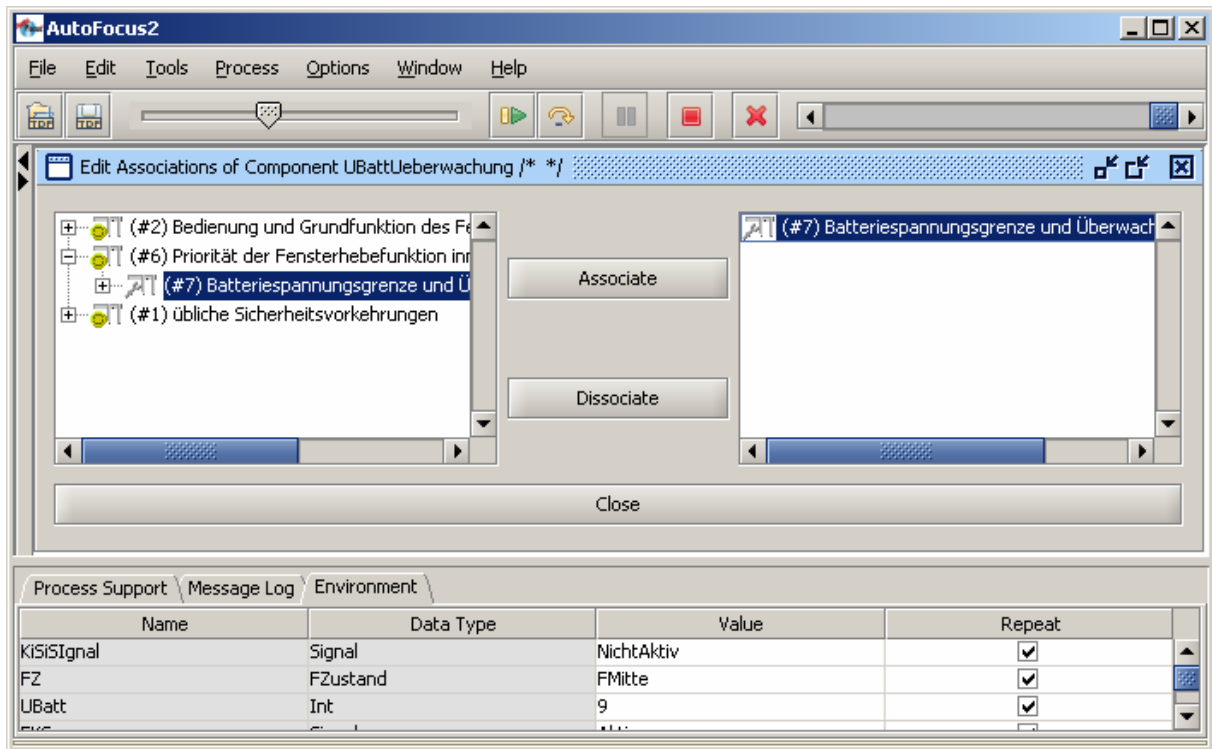 AutoFocus2
File Edit Tools Process Options Window Help
Edit Associations of Component UBattUeberwachung /* */
(#2) Bedienung und Grundfunktion des Fe
(#6) Priorität der Fensterhebefunktion inn
(#7) Batteriespannungsgrenze und Ü
(#1) übliche Sicherheitsvorkehrungen
Associate
Dissociate
(#7) Batteriespannungsgrenze und Überwach
Close
Process Support Message Log Environment
Name Data Type Value Repeat
KiSiSIgnal Signal NichtAktiv
FZ FZustand FMitte
UBatt Int 9